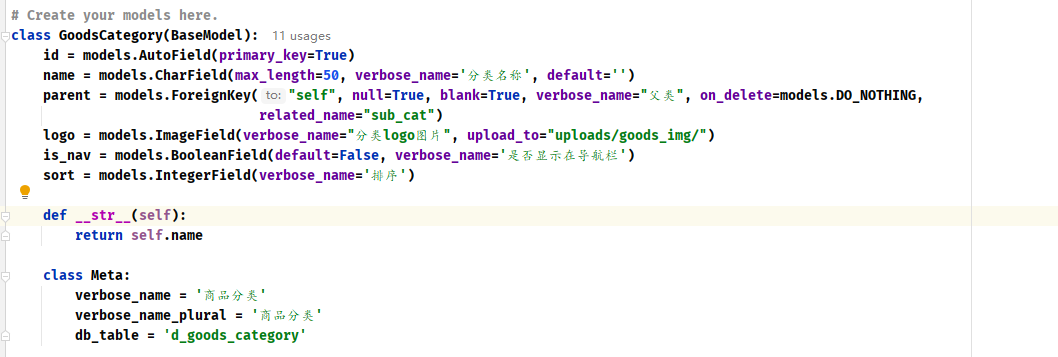 # Create your models here.
class GoodsCategory(BaseModel):   11 usages
    id = models.AutoField(primary_key=True)
    name = models.CharField(max_length=50, verbose_name='分类名称', default='')
    parent = models.ForeignKey( to: "self", null=True, blank=True, verbose_name="父类", on_delete=models.DO_NOTHING,
                               related_name="sub_cat")
    logo = models.ImageField(verbose_name="分类logo图片", upload_to="uploads/goods_img/")
    is_nav = models.BooleanField(default=False, verbose_name='是否显示在导航栏')
    sort = models.IntegerField(verbose_name='排序')
    def __str__(self):
        return self.name
    class Meta:
        verbose_name = '商品分类'
        verbose_name_plural = '商品分类'
        db_table = 'd_goods_category'